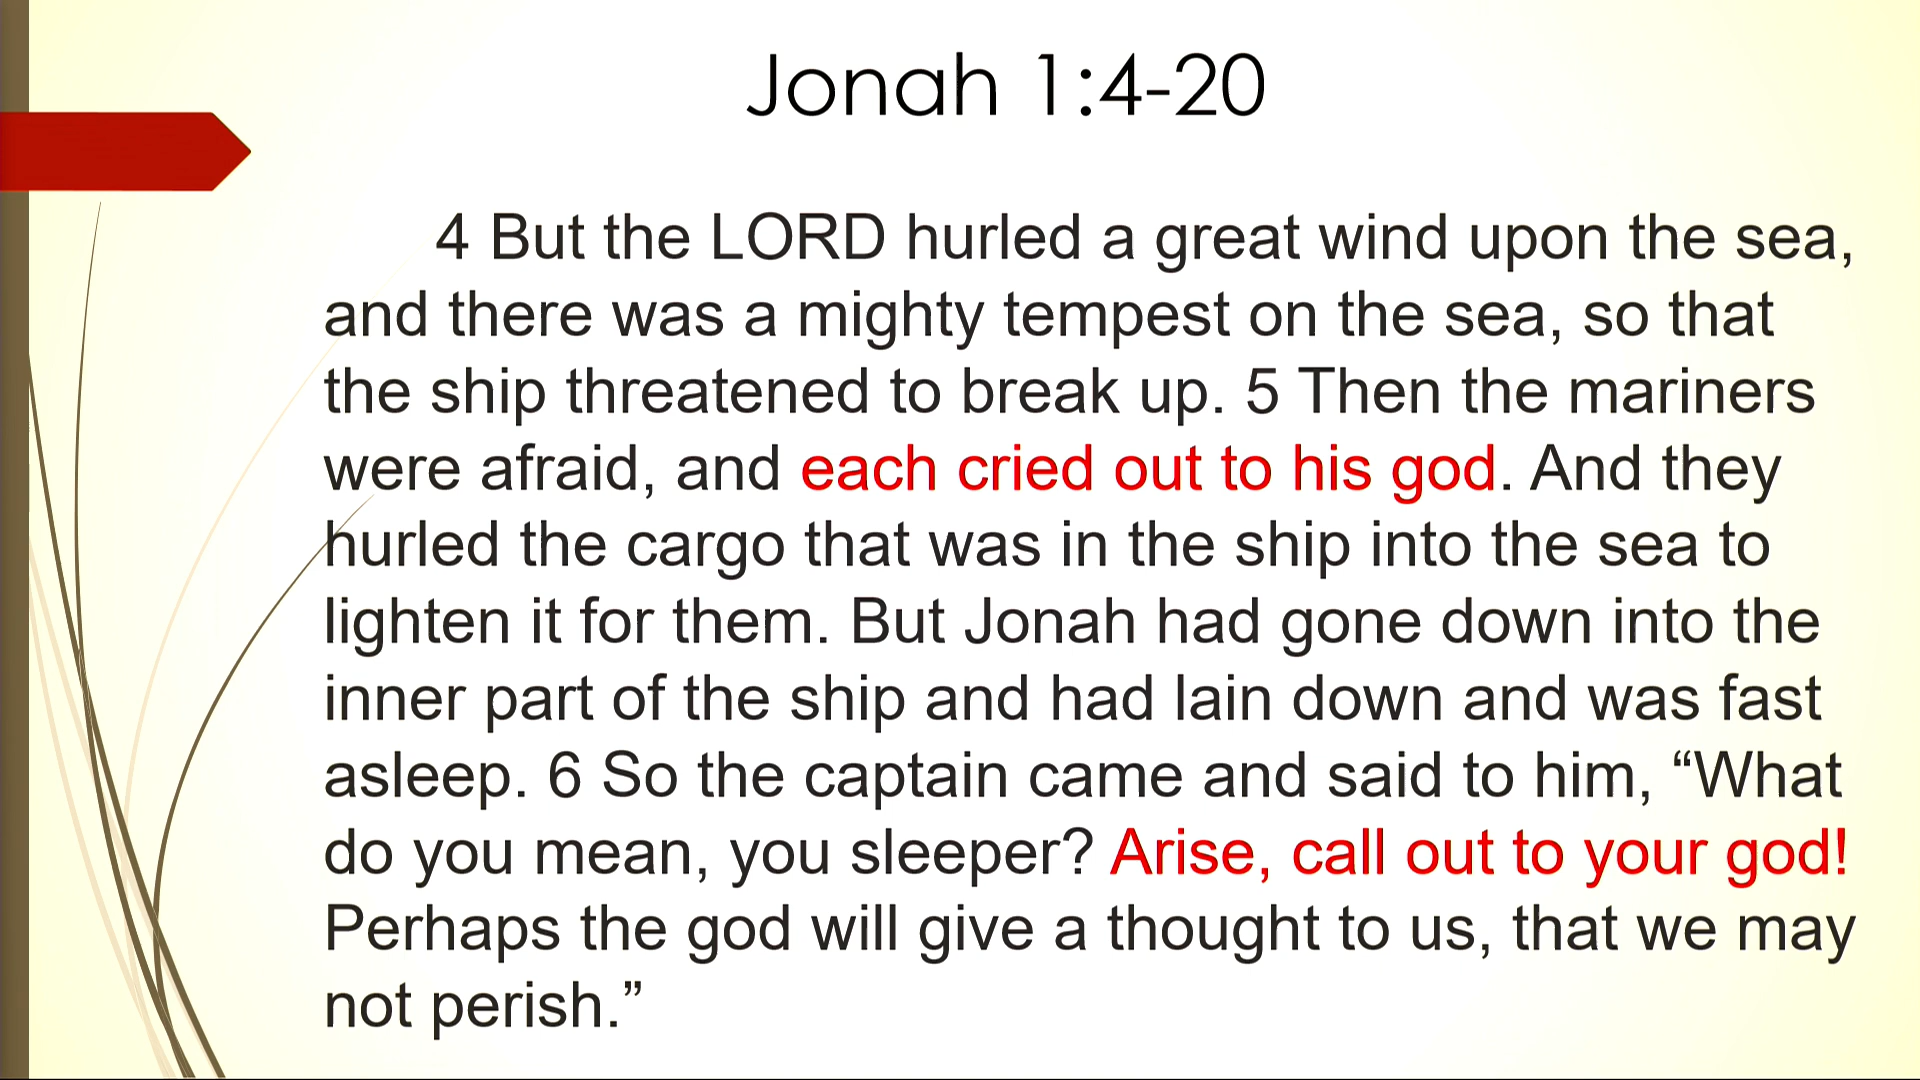 Jonah 1:4-20
4 But the LORD hurled a great wind upon the sea,
and there was a mighty tempest on the sea, so that
the ship threatened to break up. 5 Then the mariners
were afraid, and each cried out to his god. And they
hurled the cargo that was in the ship into the sea to
lighten it for them. But Jonah had gone down into the
inner part of the ship and had lain down and was fast
asleep. 6 So the captain came and said to him, “What
do you mean, you sleeper? Arise, call out to your god!
Perhaps the god will give a thought to us, that we may
not perish.”